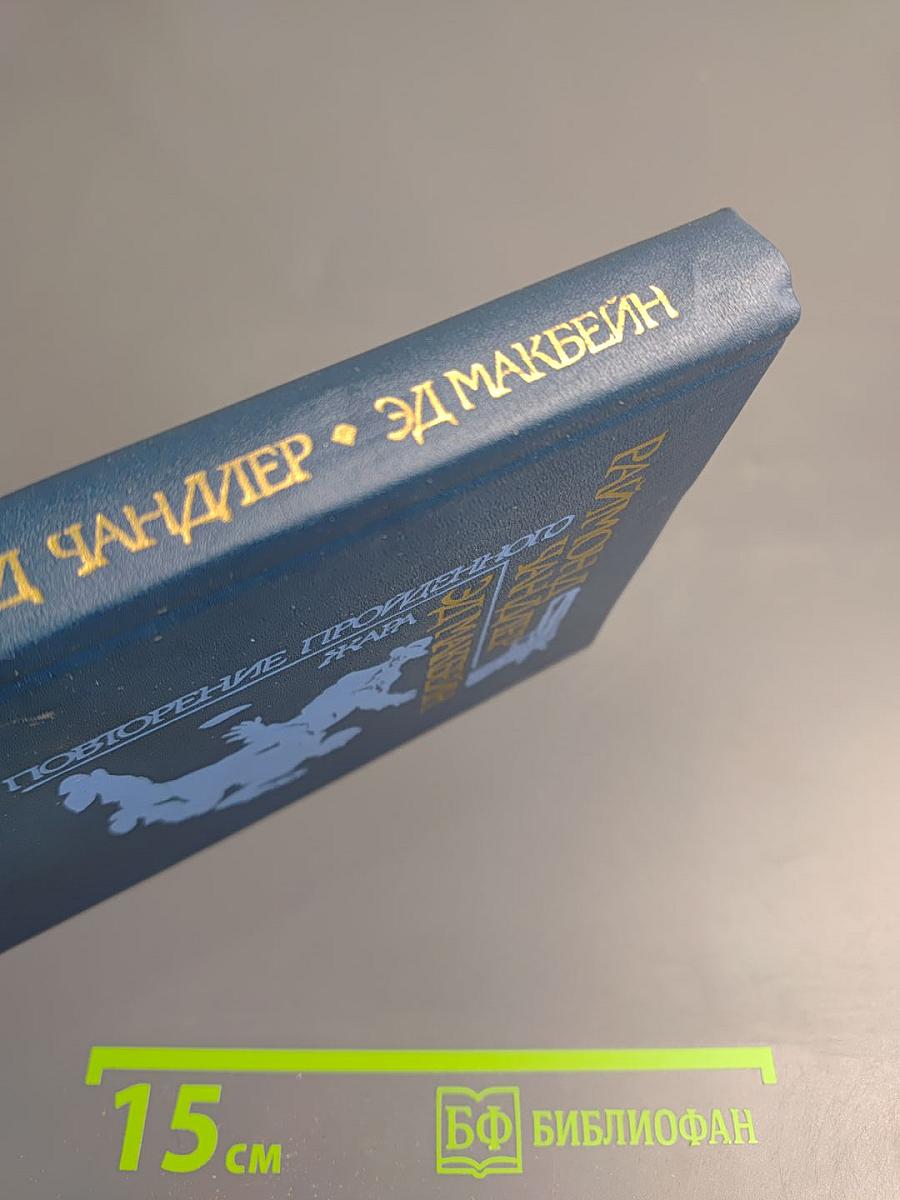 Д ЧАНДЛЕР • ЭД МАКБЕЙН
РАЙМОНД
ЧАНДЛЕР
ЭД МАКБЕЙН
ПОВТОРЕНИЕ ПРОЙДЕННОГО
ЖАРА
15 см
БФ БИБЛИОФАН